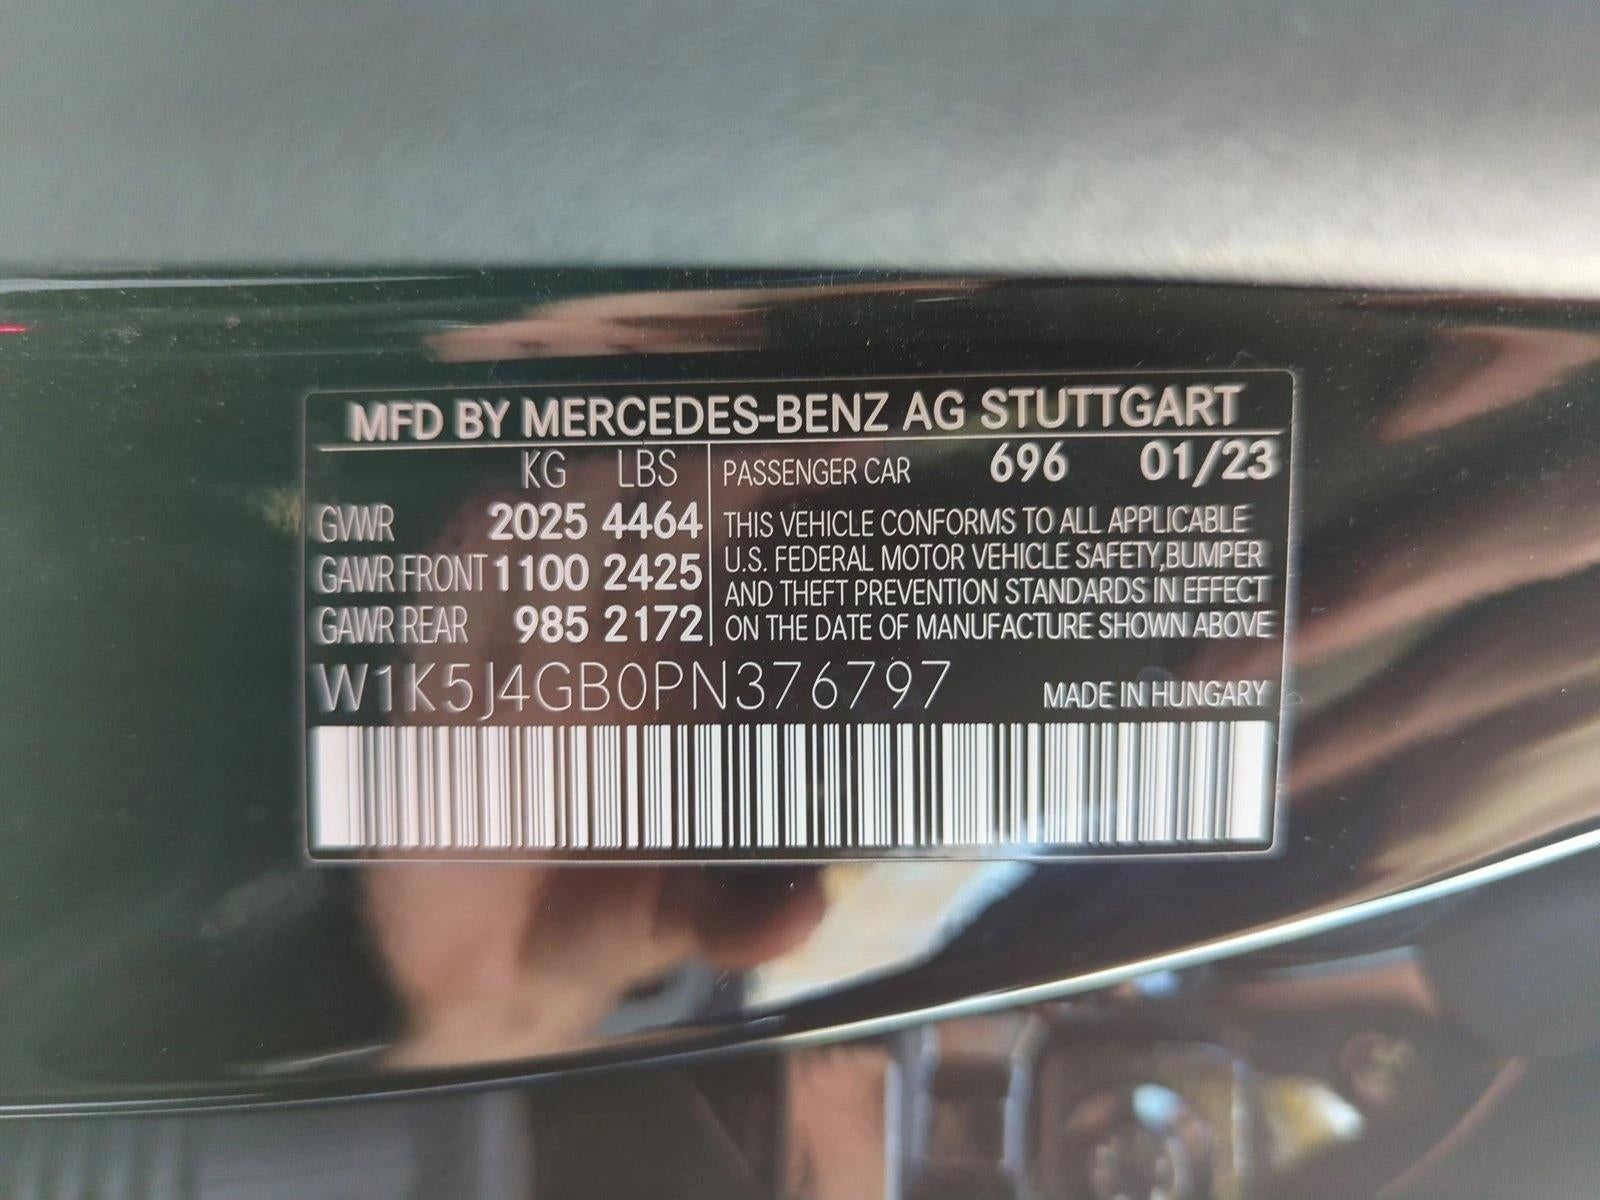 MFD BY MERCEDES-BENZ AG STUTTGART
KG LBS
GVWR 2025 4464
GAWR FRONT 1100 2425
GAWR REAR 985 2172
PASSENGER CAR 696 01/23
THIS VEHICLE CONFORMS TO ALL APPLICABLE
U.S. FEDERAL MOTOR VEHICLE SAFETY,BUMPER
AND THEFT PREVENTION STANDARDS IN EFFECT
ON THE DATE OF MANUFACTURE SHOWN ABOVE
W1K5J4GB0PN376797 MADE IN HUNGARY